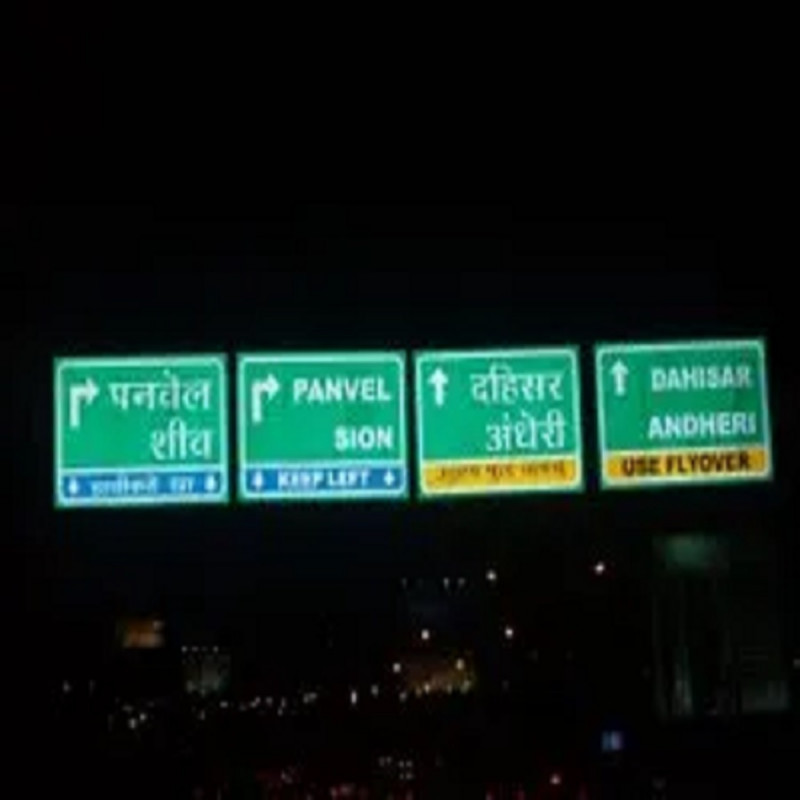 पनवेल
शीव
PANVEL
SION
KEEP LEFT
दहिसर
अंधेरी
DAHISAR
ANDHERI
USE FLYOVER